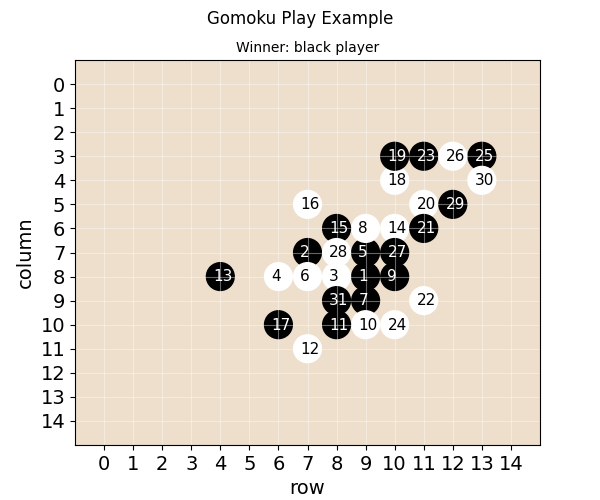 Gomoku Play Example
Winner: black player
0
1
2
3 19 23 26 25
4 18 30
5 16 20 29
6 15 8 14 21
7 2 28 5 27
8 13 4 6 3 1 9
9 31 7 22
10 17 11 10 24
11 12
12
13
14
column
0 1 2 3 4 5 6 7 8 9 10 11 12 13 14
row